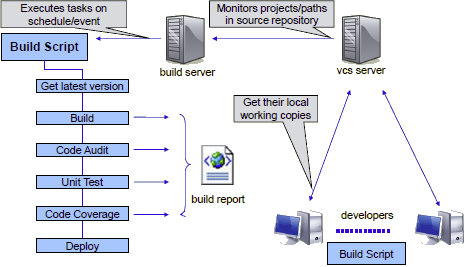 Executes tasks on
schedule/event
Monitors projects/paths
in source repository
Build Script
build server
vcs server
Get latest version
Build
Get their local
working copies
Code Audit
Unit Test
build report
Code Coverage
developers
Deploy
Build Script